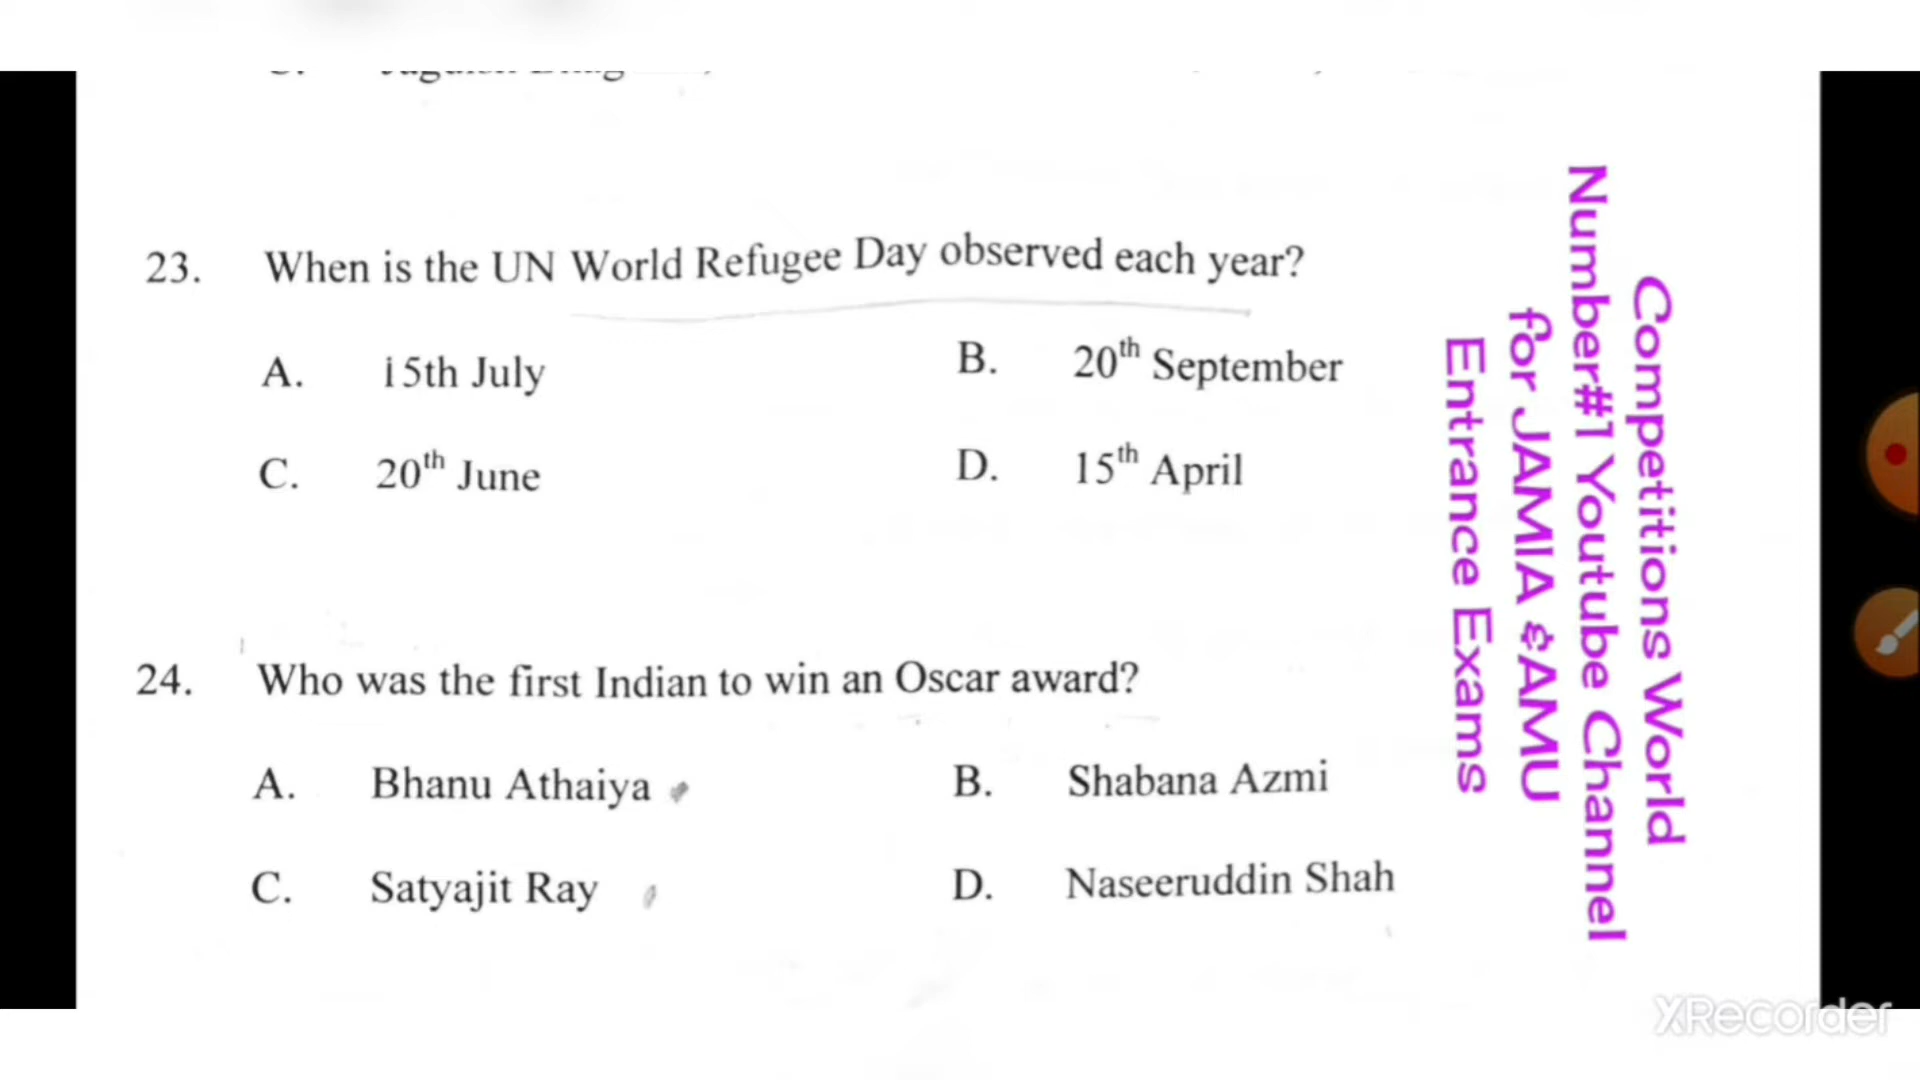 23. When is the UN World Refugee Day observed each year?
A. i5th July B. 20th September
C. 20th June D. 15th April
24. Who was the first Indian to win an Oscar award?
A. Bhanu Athaiya B. Shabana Azmi
C. Satyajit Ray D. Naseeruddin Shah
Competitions World
Number#1 Youtube Channel
for JAMIA & AMU
Entrance Exams
XRecorder